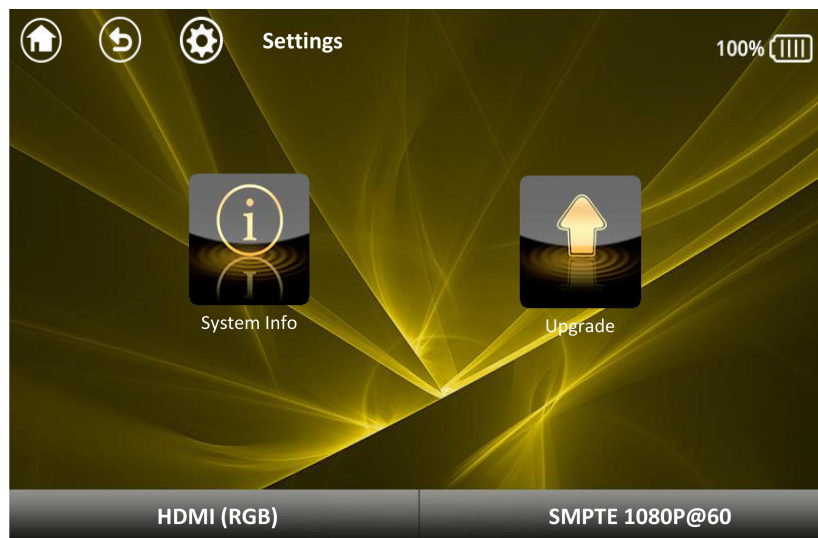 Settings
100%
System Info
Upgrade
HDMI (RGB)
SMPTE 1080P@60